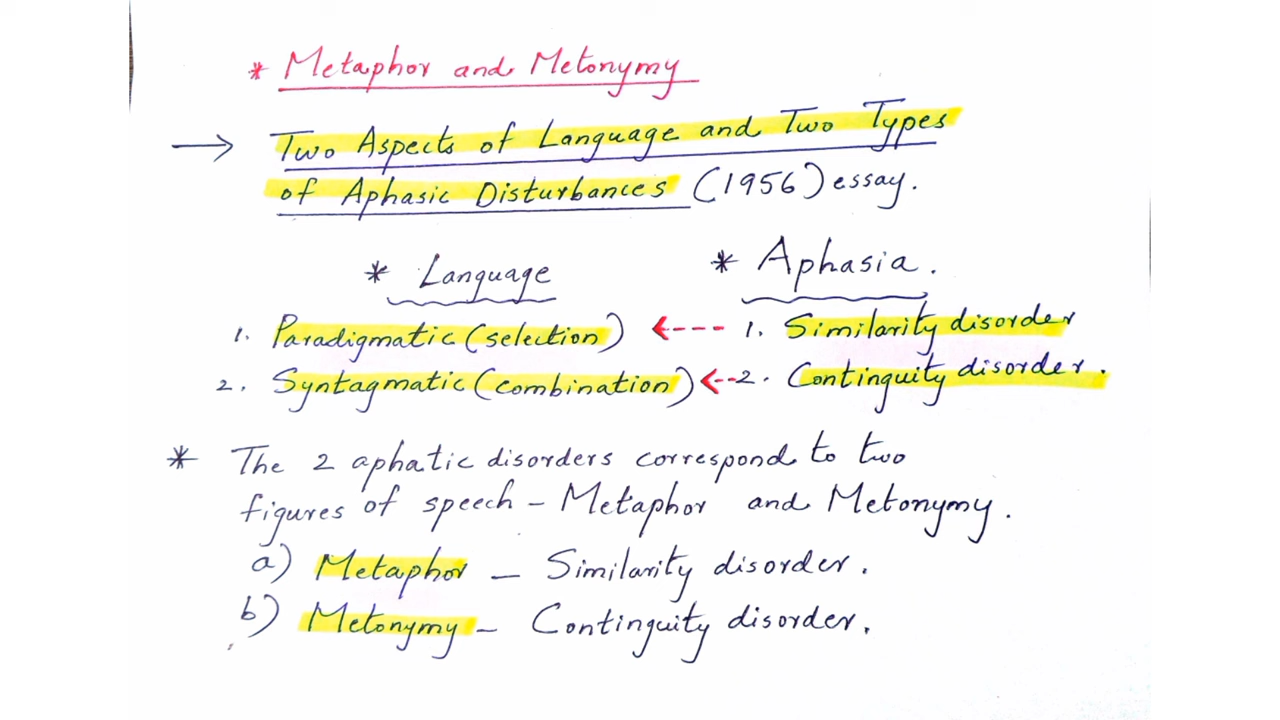 * Metaphor and Metonymy
→ Two Aspects of Language and Two Types
of Aphasic Disturbances (1956) essay.
* Language * Aphasia.
1. Paradigmatic (selection) ←--- 1. Similarity disorder
2. Syntagmatic (combination) ←-- 2. Continguity disorder.
* The 2 aphatic disorders correspond to two
figures of speech - Metaphor and Metonymy.
a) Metaphor - Similarity disorder.
b) Metonymy - Continguity disorder.